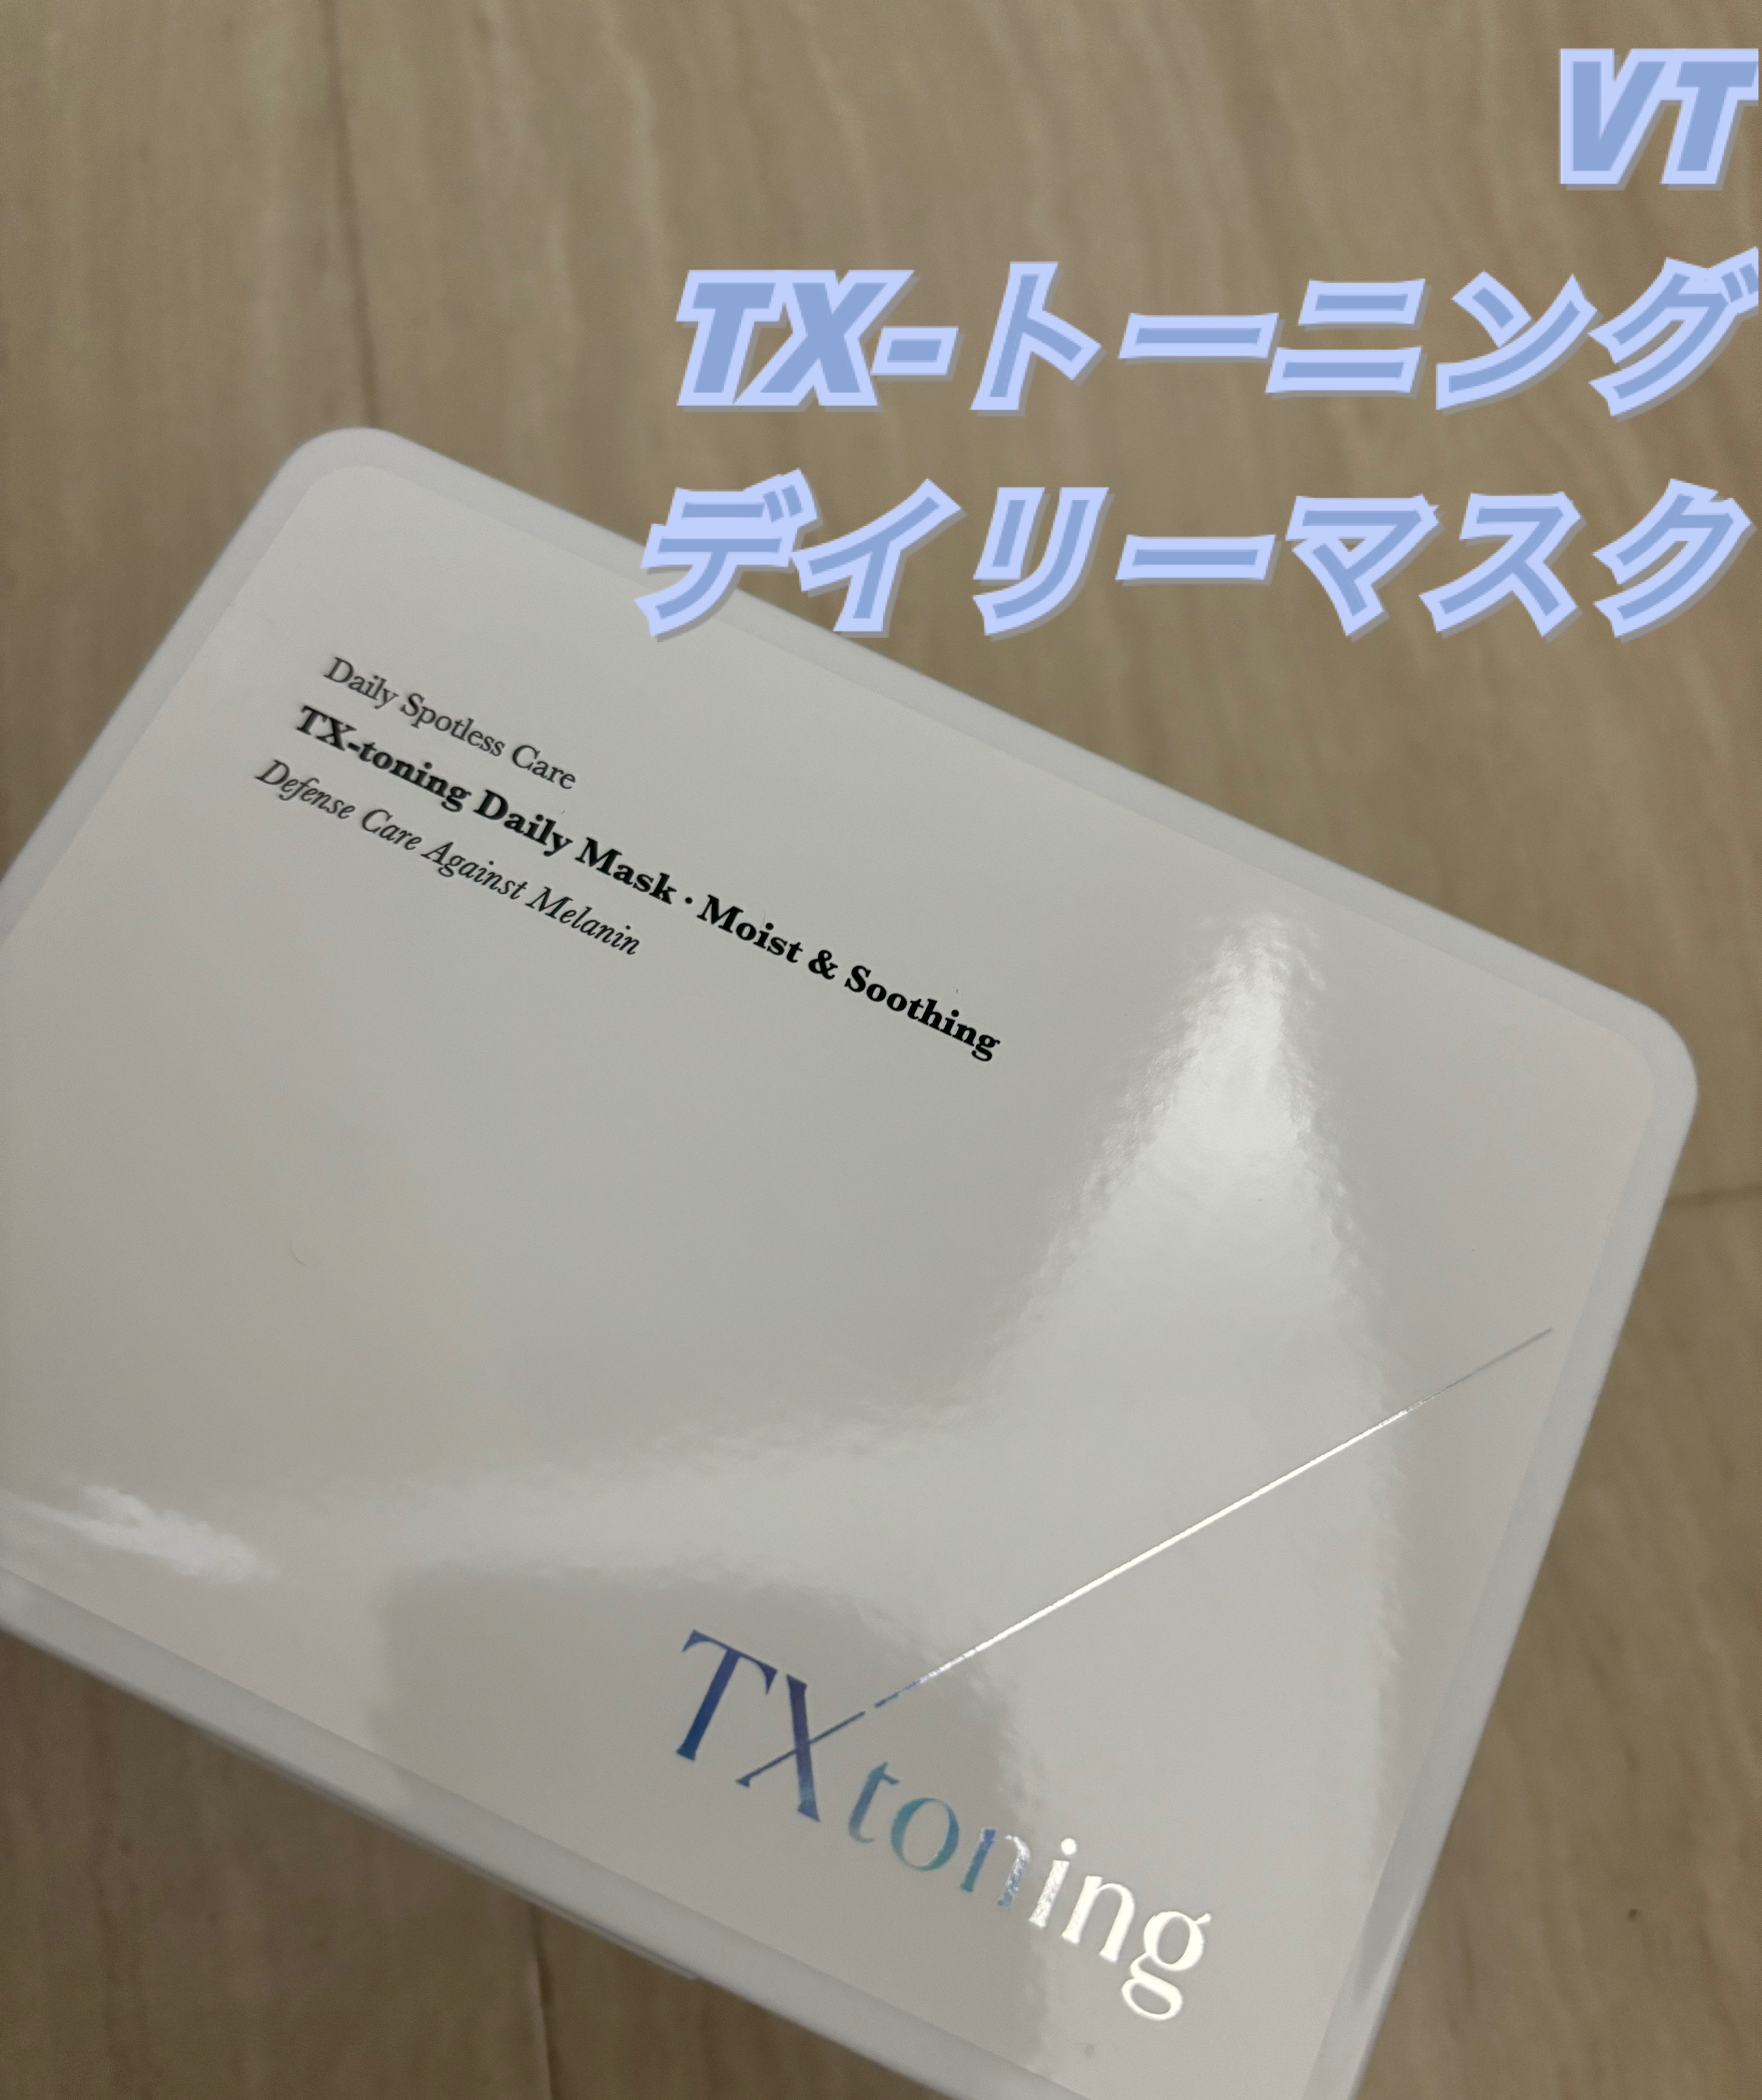 VT
TX-トーニング
デイリーマスク
Daily Spotless Care
TX-toning Daily Mask・Moist & Soothing
Defense Care Against Melanin
TXtoning